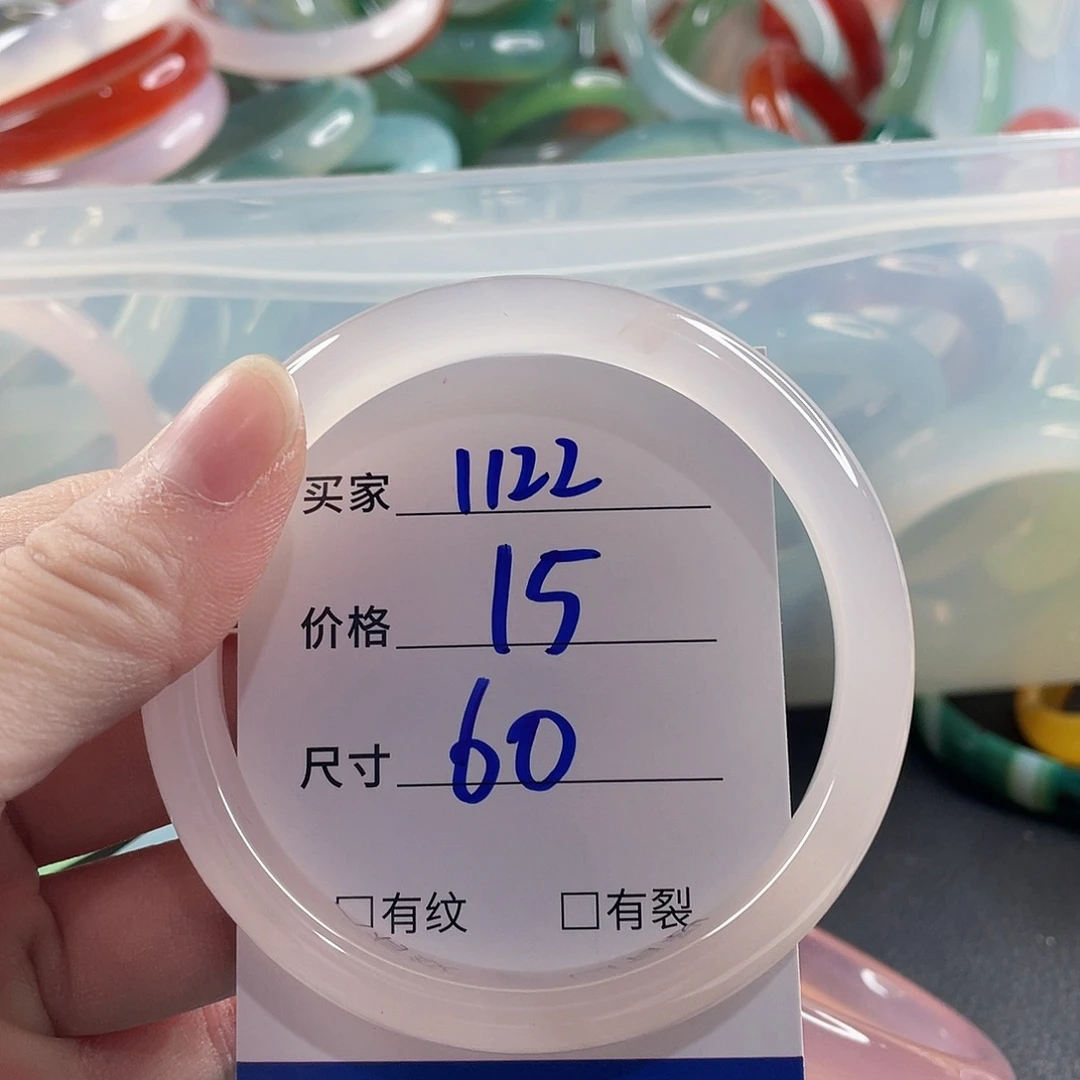 买家 1122
价格 15
尺寸 60
□有纹 □有裂